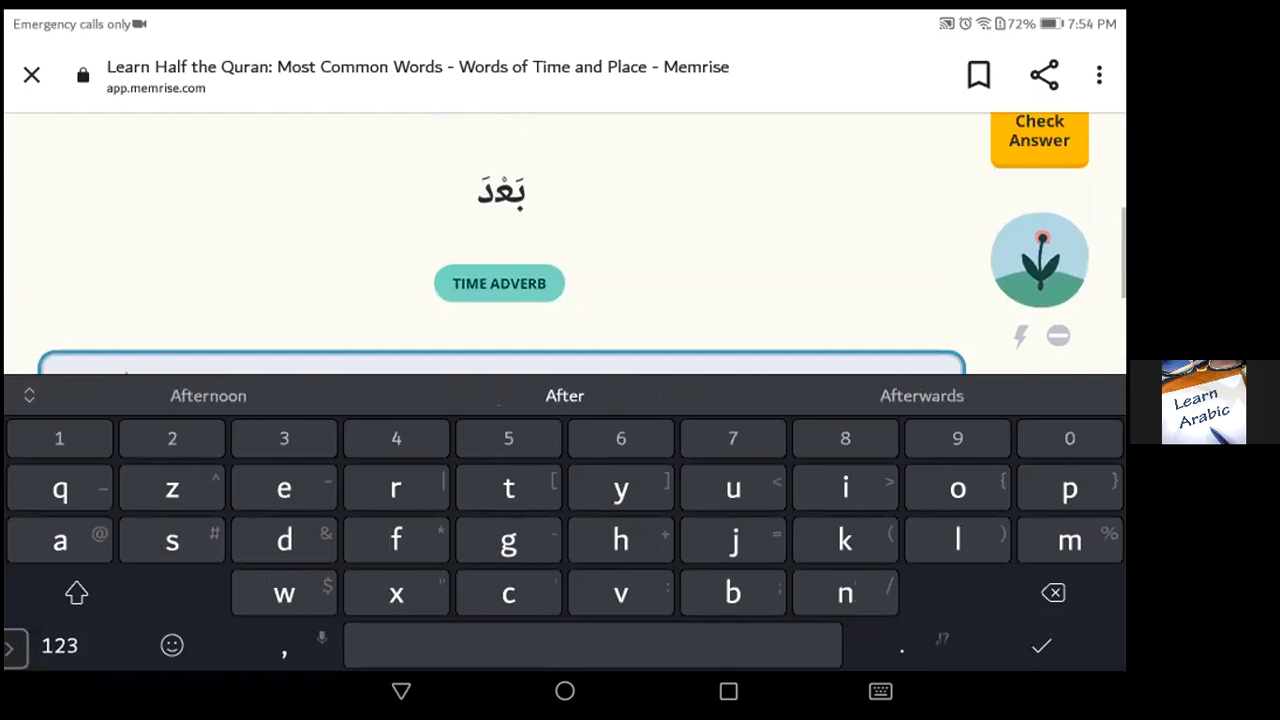 Emergency calls only
72% 7:54 PM
Learn Half the Quran: Most Common Words - Words of Time and Place - Memrise
app.memrise.com
Check
Answer
بَعْدَ
TIME ADVERB
Afternoon After Afterwards
1 2 3 4 5 6 7 8 9 0
q _ z ^ e ~ r | t [ y ] u < i > o { p }
a @ s # d & f * g - h + j = k ( l ) m %
w $ x " c ' v : b ; n /
123 , . !?
Learn
Arabic